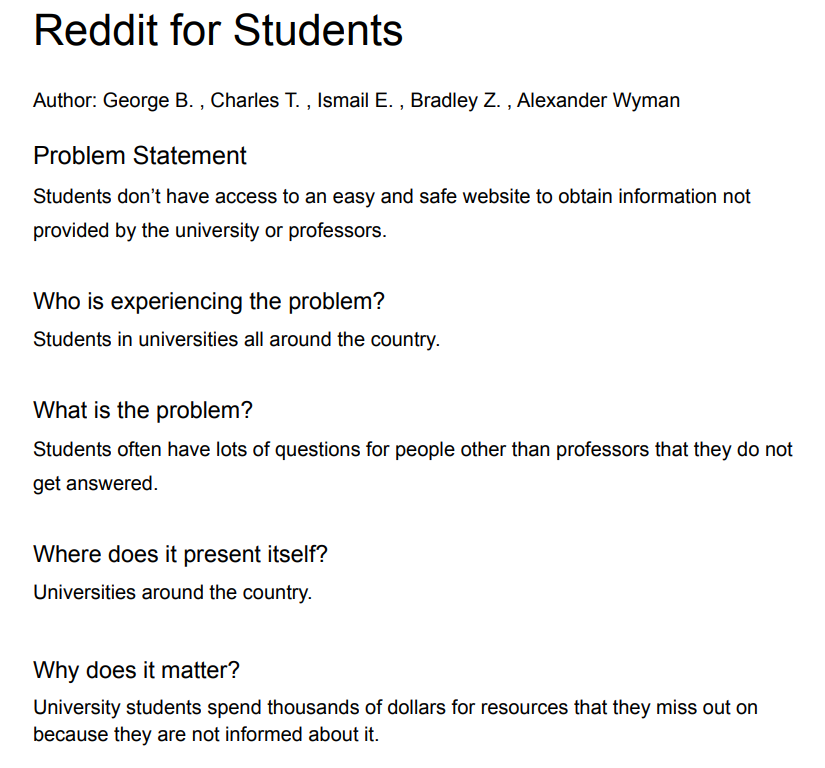 Reddit for Students
Author: George B. , Charles T. , Ismail E. , Bradley Z. , Alexander Wyman
Problem Statement
Students don’t have access to an easy and safe website to obtain information not
provided by the university or professors.
Who is experiencing the problem?
Students in universities all around the country.
What is the problem?
Students often have lots of questions for people other than professors that they do not
get answered.
Where does it present itself?
Universities around the country.
Why does it matter?
University students spend thousands of dollars for resources that they miss out on
because they are not informed about it.